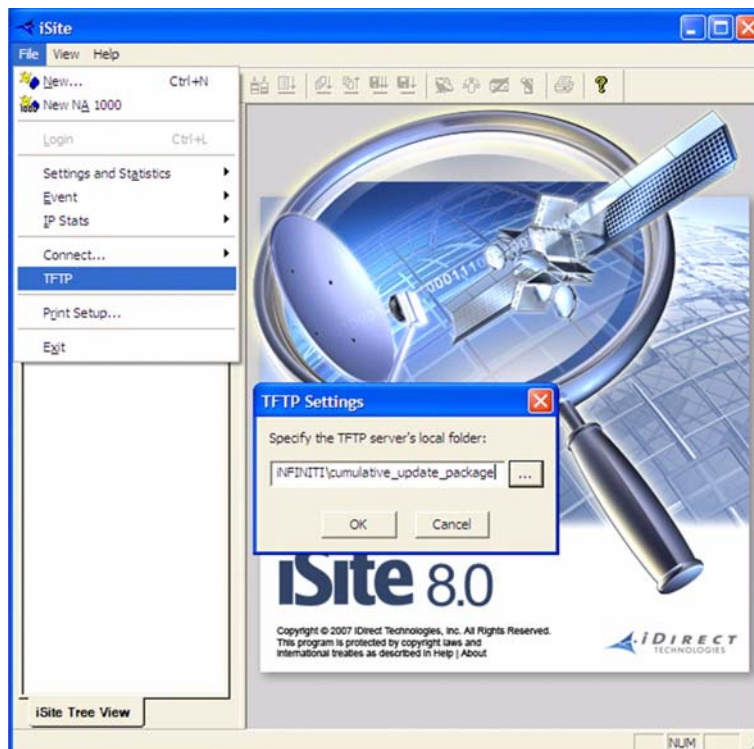 iSite
File View Help
New... Ctrl+N
New NA 1000
Login Ctrl+L
Settings and Statistics
Event
IP Stats
Connect...
TFTP
Print Setup...
Exit
0001110
TFTP Settings
Specify the TFTP server's local folder:
iNFINITI\cumulative_update_package
...
OK Cancel
iSite 8.0
Copyright © 2007 iDirect Technologies, Inc. All Rights Reserved.
This program is protected by copyright laws and
international treaties as described in Help | About
iDIRECT
TECHNOLOGIES
iSite Tree View
NUM